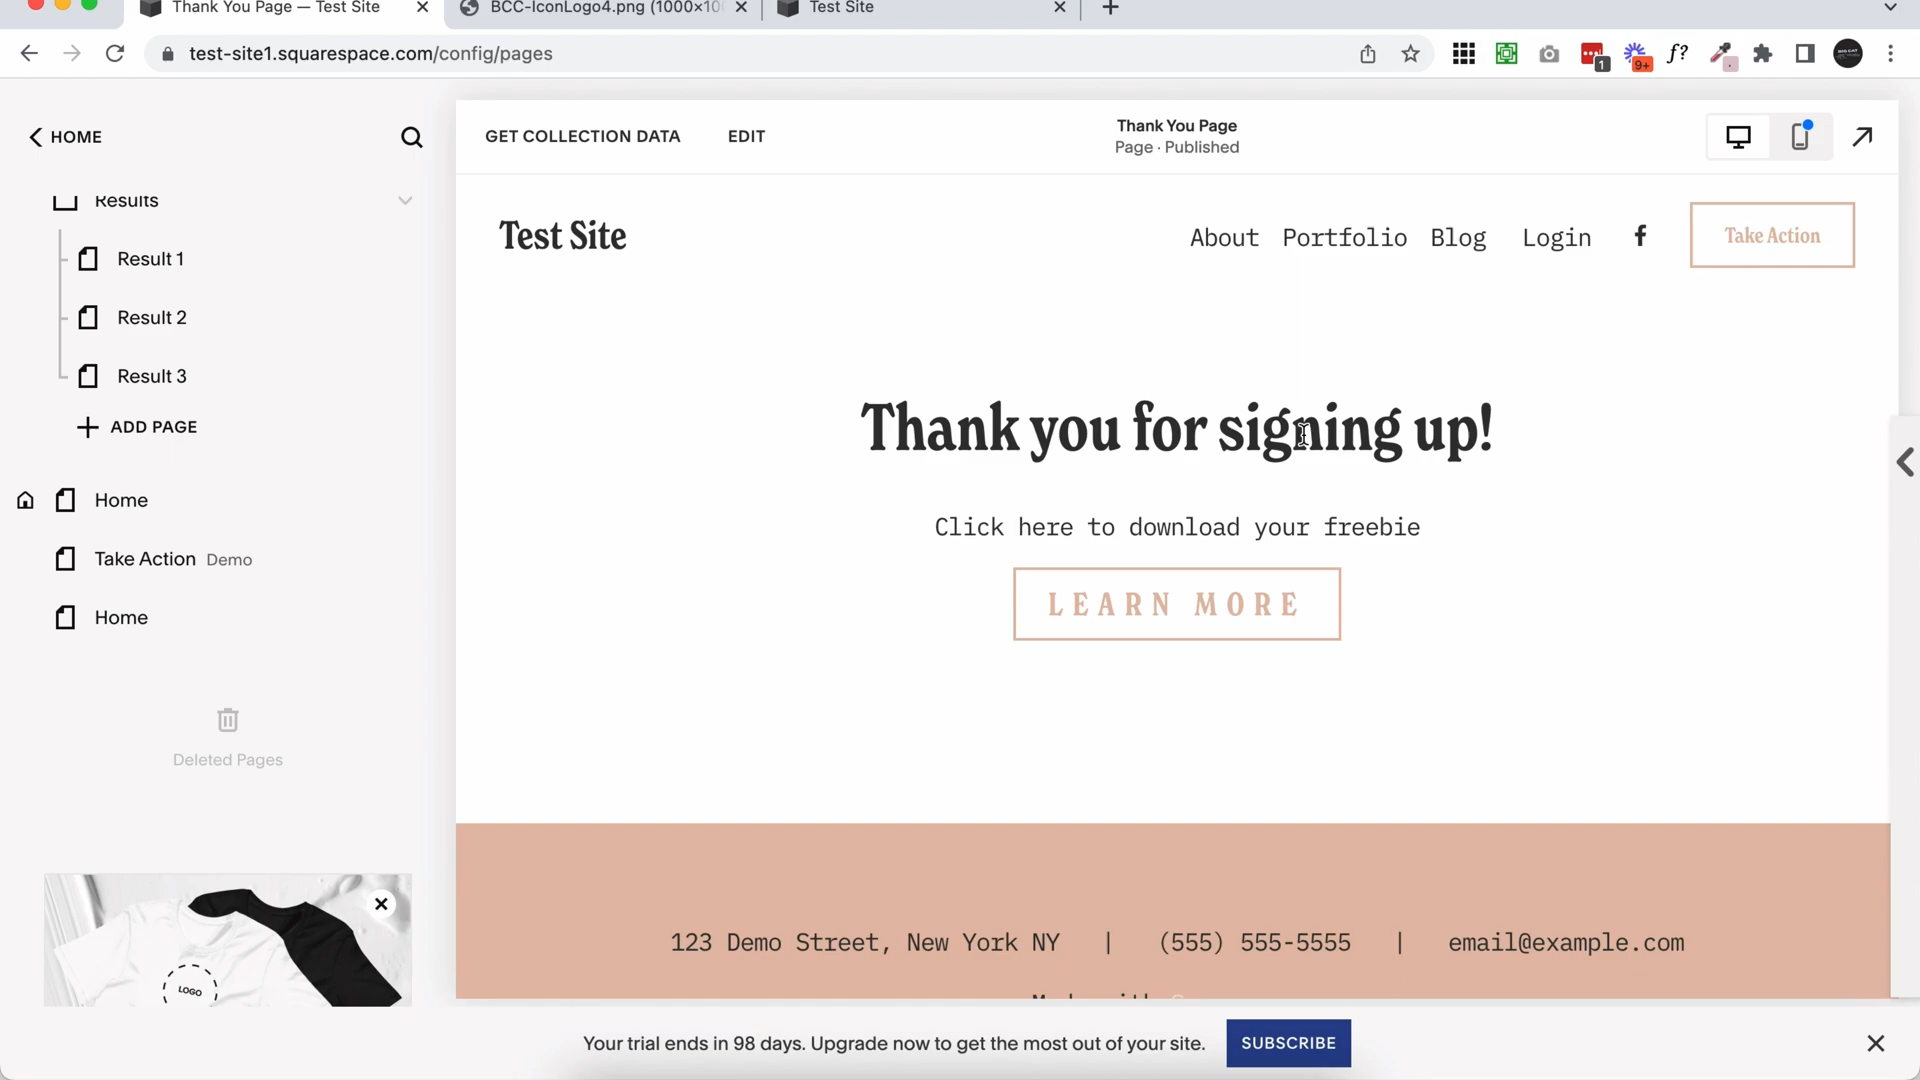 Thank You Page — Test Site
BCC-IconLogo4.png (1000×10
Test Site
test-site1.squarespace.com/config/pages
1
9+
f?
HOME
GET COLLECTION DATA
EDIT
Thank You Page
Page · Published
Results
Result 1
Result 2
Result 3
ADD PAGE
Home
Take Action Demo
Home
Deleted Pages
LOGO
Test Site
About Portfolio Blog Login
Take Action
Thank you for signing up!
Click here to download your freebie
LEARN MORE
123 Demo Street, New York NY | (555) 555-5555 | email@example.com
Your trial ends in 98 days. Upgrade now to get the most out of your site.
SUBSCRIBE